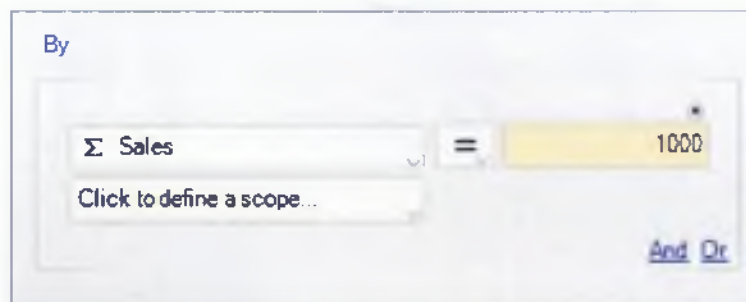 By
Σ Sales = 1000
Click to define a scope...
And Or